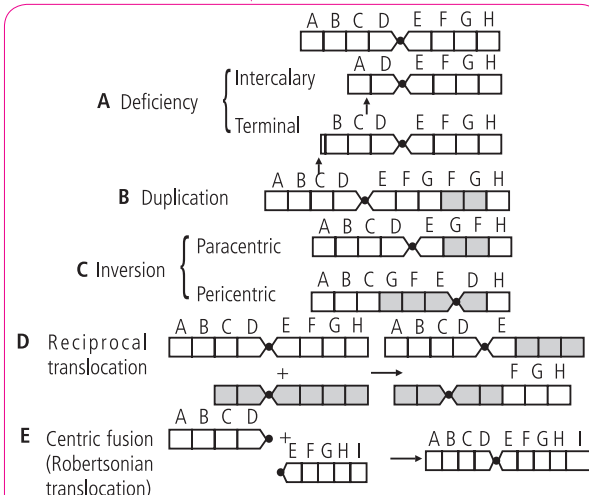 A B C D E F G H
A D E F G H
A Deficiency { Intercalary
Terminal
B C D E F G H
A B C D E F G F G H
B Duplication
A B C D E G F H
C Inversion { Paracentric
Pericentric
A B C G F E D H
D Reciprocal translocation
A B C D E F G H
A B C D E
+
F G H
A B C D
E Centric fusion
(Robertsonian
translocation)
+
E F G H I
A B C D E F G H I